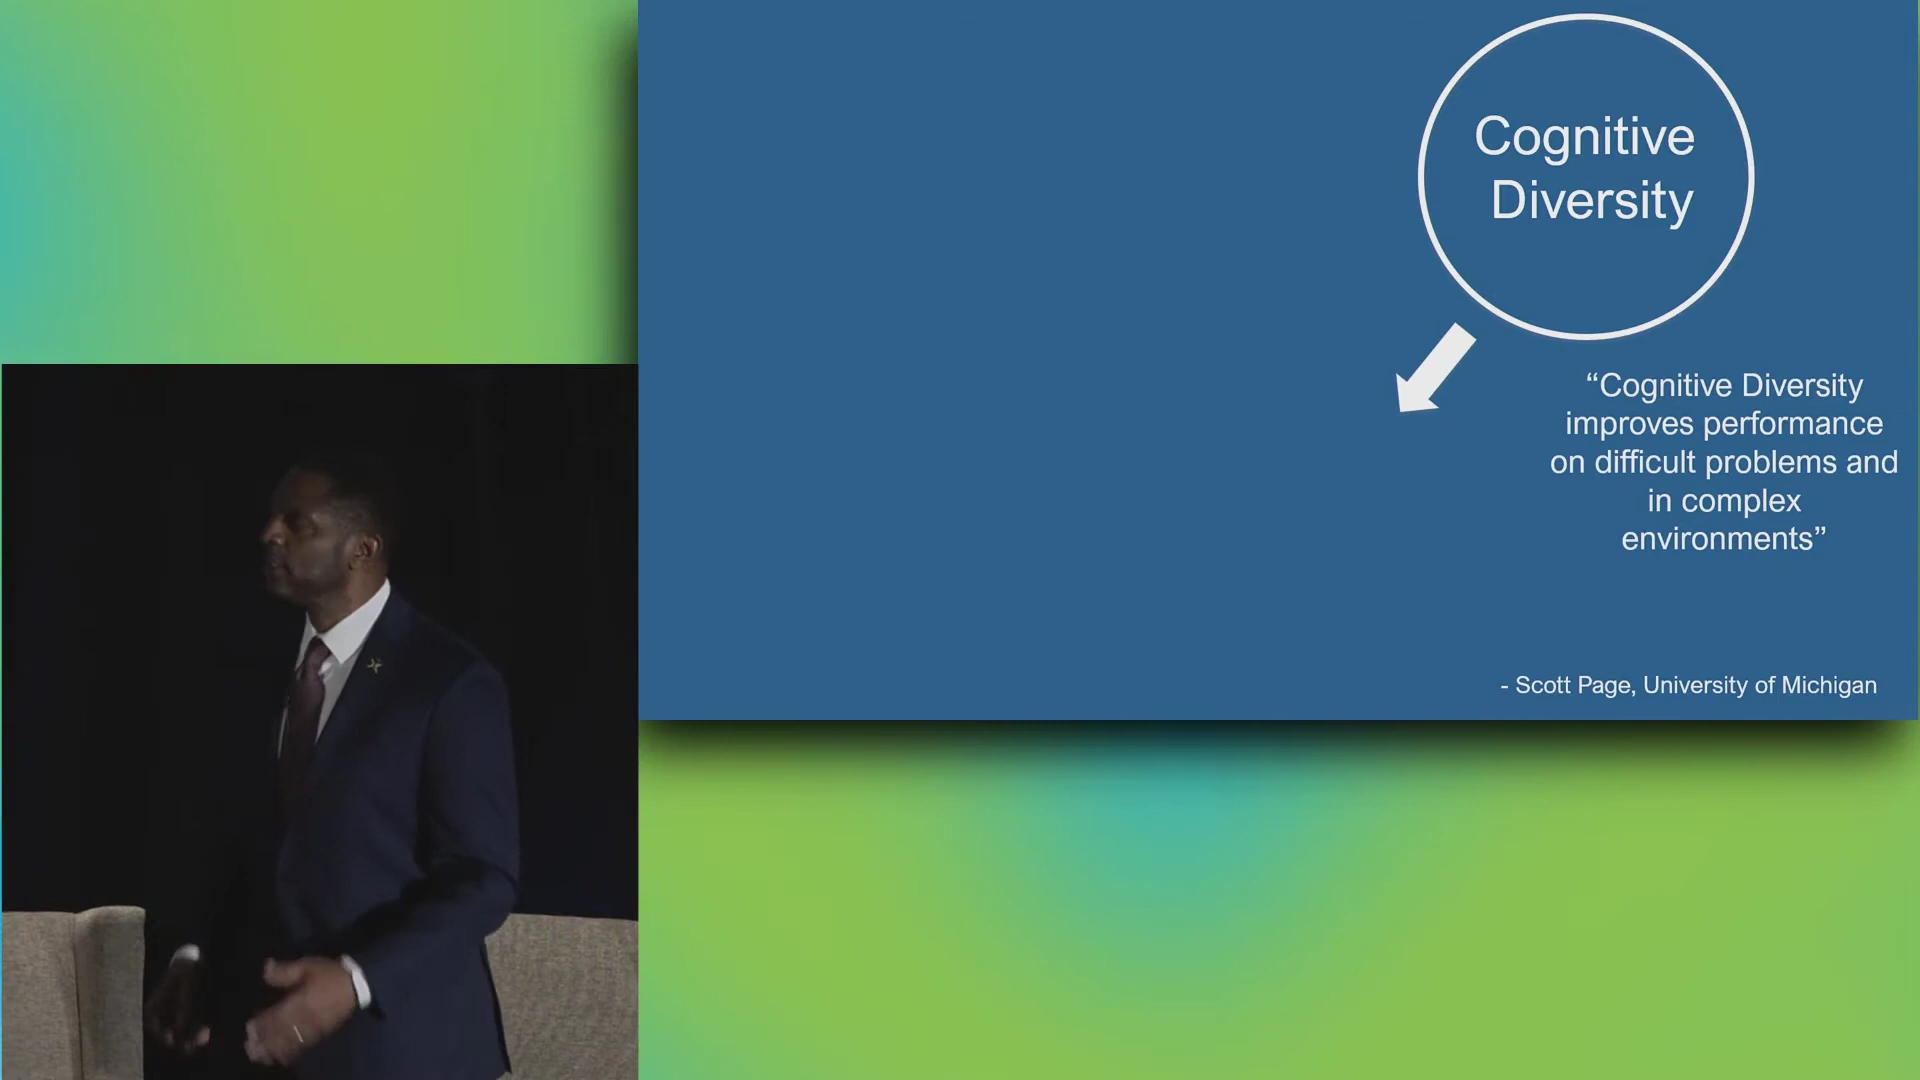 Cognitive
Diversity
“Cognitive Diversity
improves performance
on difficult problems and
in complex
environments”
- Scott Page, University of Michigan